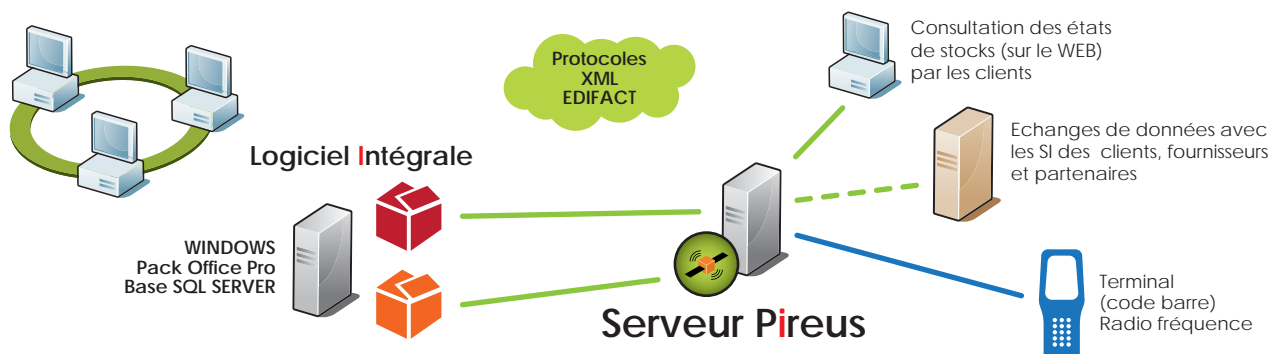 Protocoles
XML
EDIFACT
Consultation des états
de stocks (sur le WEB)
par les clients
Echanges de données avec
les SI des clients, fournisseurs
et partenaires
Logiciel Intégrale
WINDOWS
Pack Office Pro
Base SQL SERVER
Serveur Pireus
Terminal
(code barre)
Radio fréquence